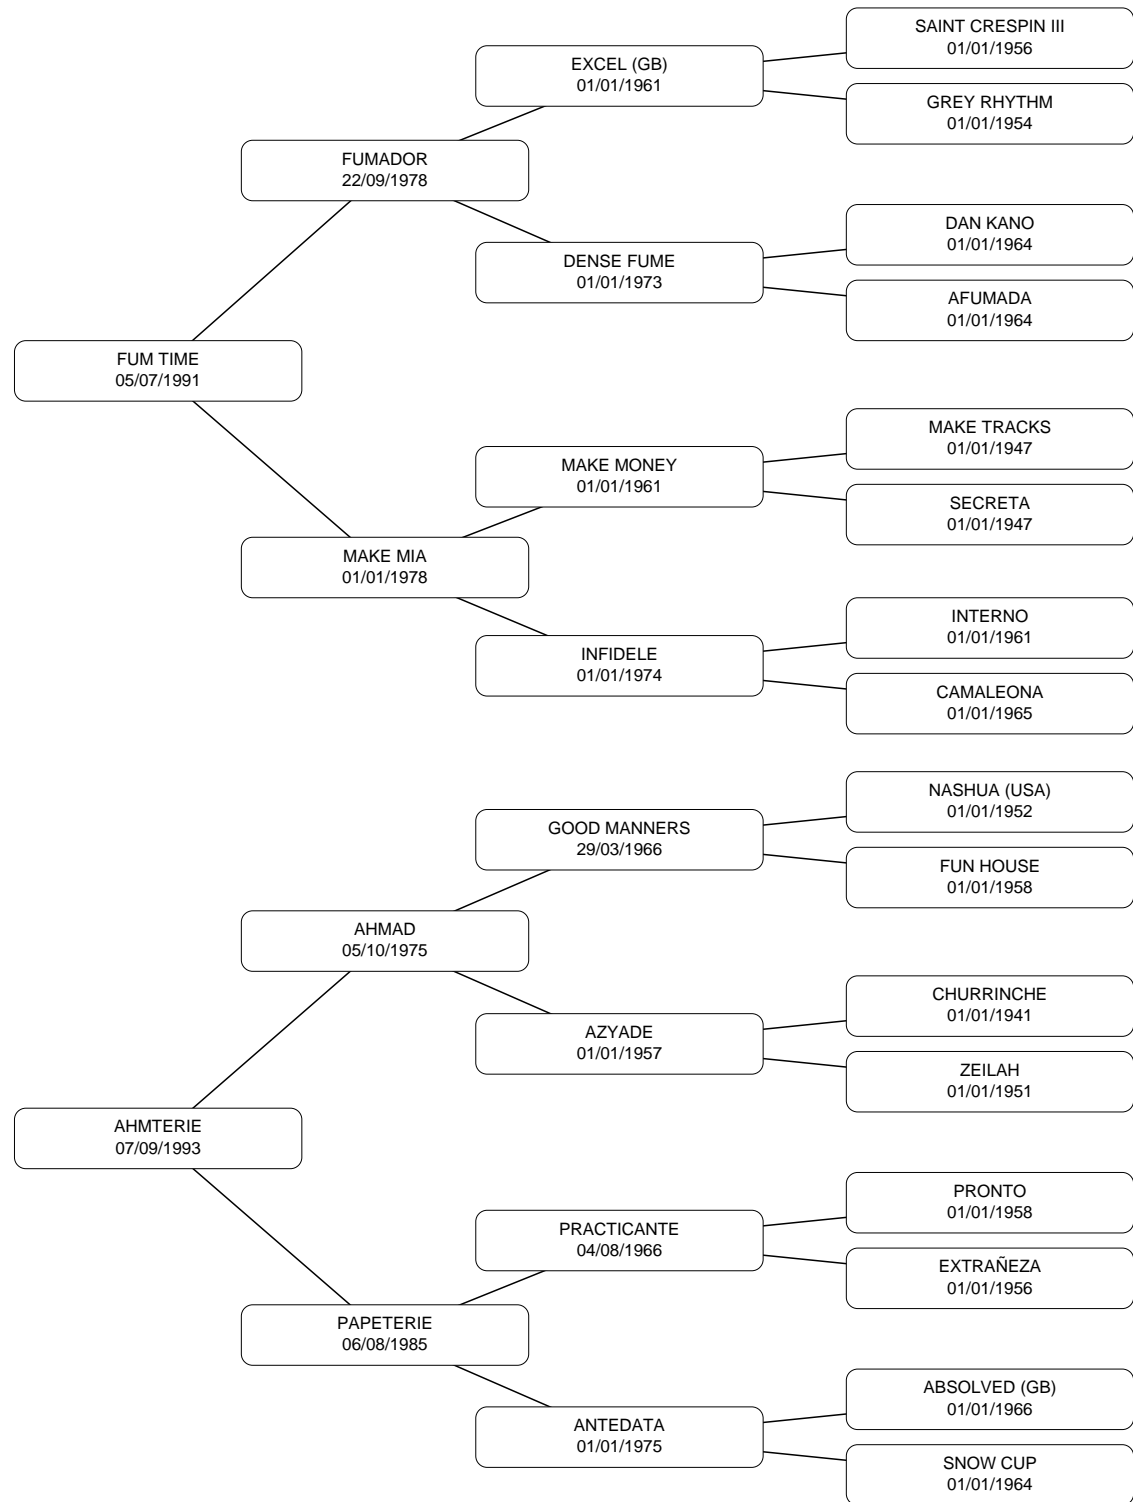 SAINT CRESPIN III
01/01/1956
EXCEL (GB)
01/01/1961
GREY RHYTHM
01/01/1954
FUMADOR
22/09/1978
DAN KANO
01/01/1964
DENSE FUME
01/01/1973
AFUMADA
01/01/1964
FUM TIME
05/07/1991
MAKE TRACKS
01/01/1947
MAKE MONEY
01/01/1961
SECRETA
01/01/1947
MAKE MIA
01/01/1978
INTERNO
01/01/1961
INFIDELE
01/01/1974
CAMALEONA
01/01/1965
NASHUA (USA)
01/01/1952
GOOD MANNERS
29/03/1966
FUN HOUSE
01/01/1958
AHMAD
05/10/1975
CHURRINCHE
01/01/1941
AZYADE
01/01/1957
ZEILAH
01/01/1951
AHMTERIE
07/09/1993
PRONTO
01/01/1958
PRACTICANTE
04/08/1966
EXTRAÑEZA
01/01/1956
PAPETERIE
06/08/1985
ABSOLVED (GB)
01/01/1966
ANTEDATA
01/01/1975
SNOW CUP
01/01/1964